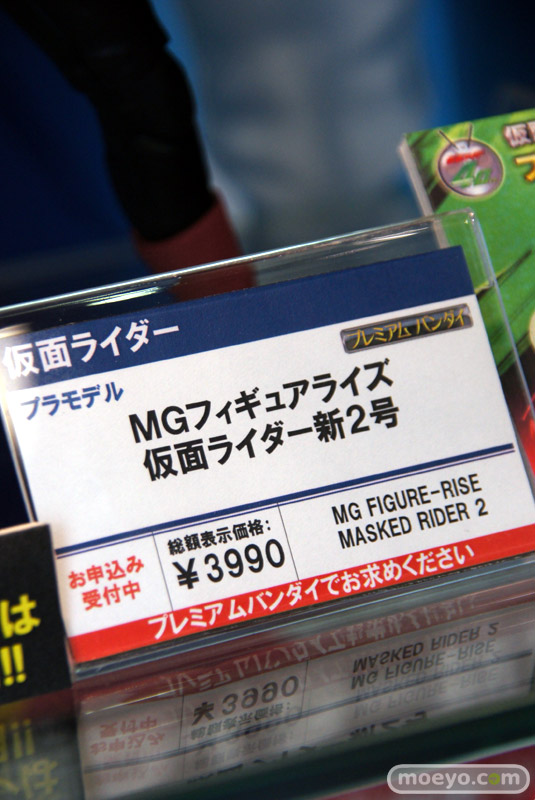 仮面ライダー
プレミアム バンダイ
プラモデル
MGフィギュアライズ
仮面ライダー新2号
お申込み
受付中
総額表示価格:
¥3990
MG FIGURE-RISE
MASKED RIDER 2
プレミアムバンダイでお求めください
は
!!!
moeyo.com